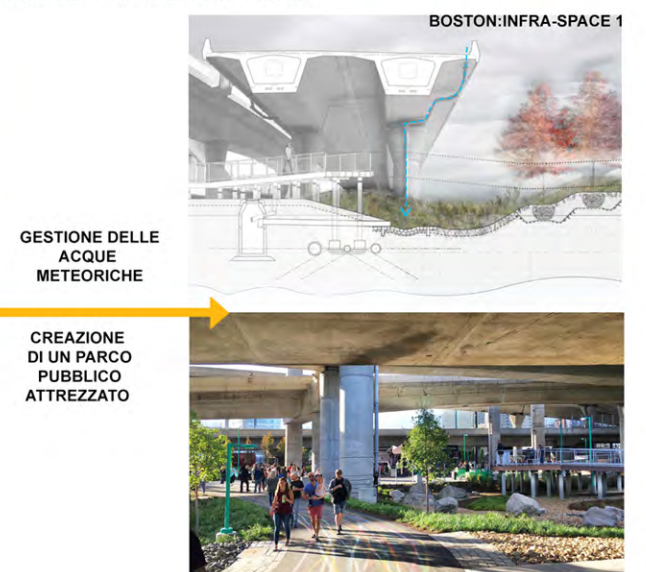 BOSTON:INFRA-SPACE 1
GESTIONE DELLE
ACQUE
METEORICHE
CREAZIONE
DI UN PARCO
PUBBLICO
ATTREZZATO